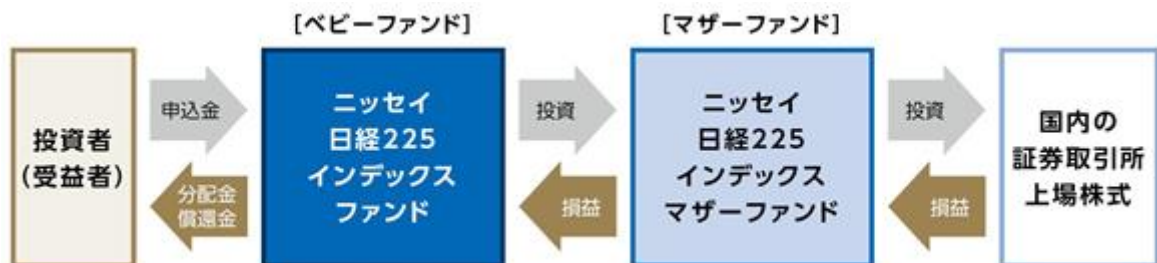 [ベビーファンド]
[マザーファンド]
投資者
(受益者)
申込金
分配金
償還金
ニッセイ
日経225
インデックス
ファンド
投資
損益
ニッセイ
日経225
インデックス
マザーファンド
投資
損益
国内の
証券取引所
上場株式